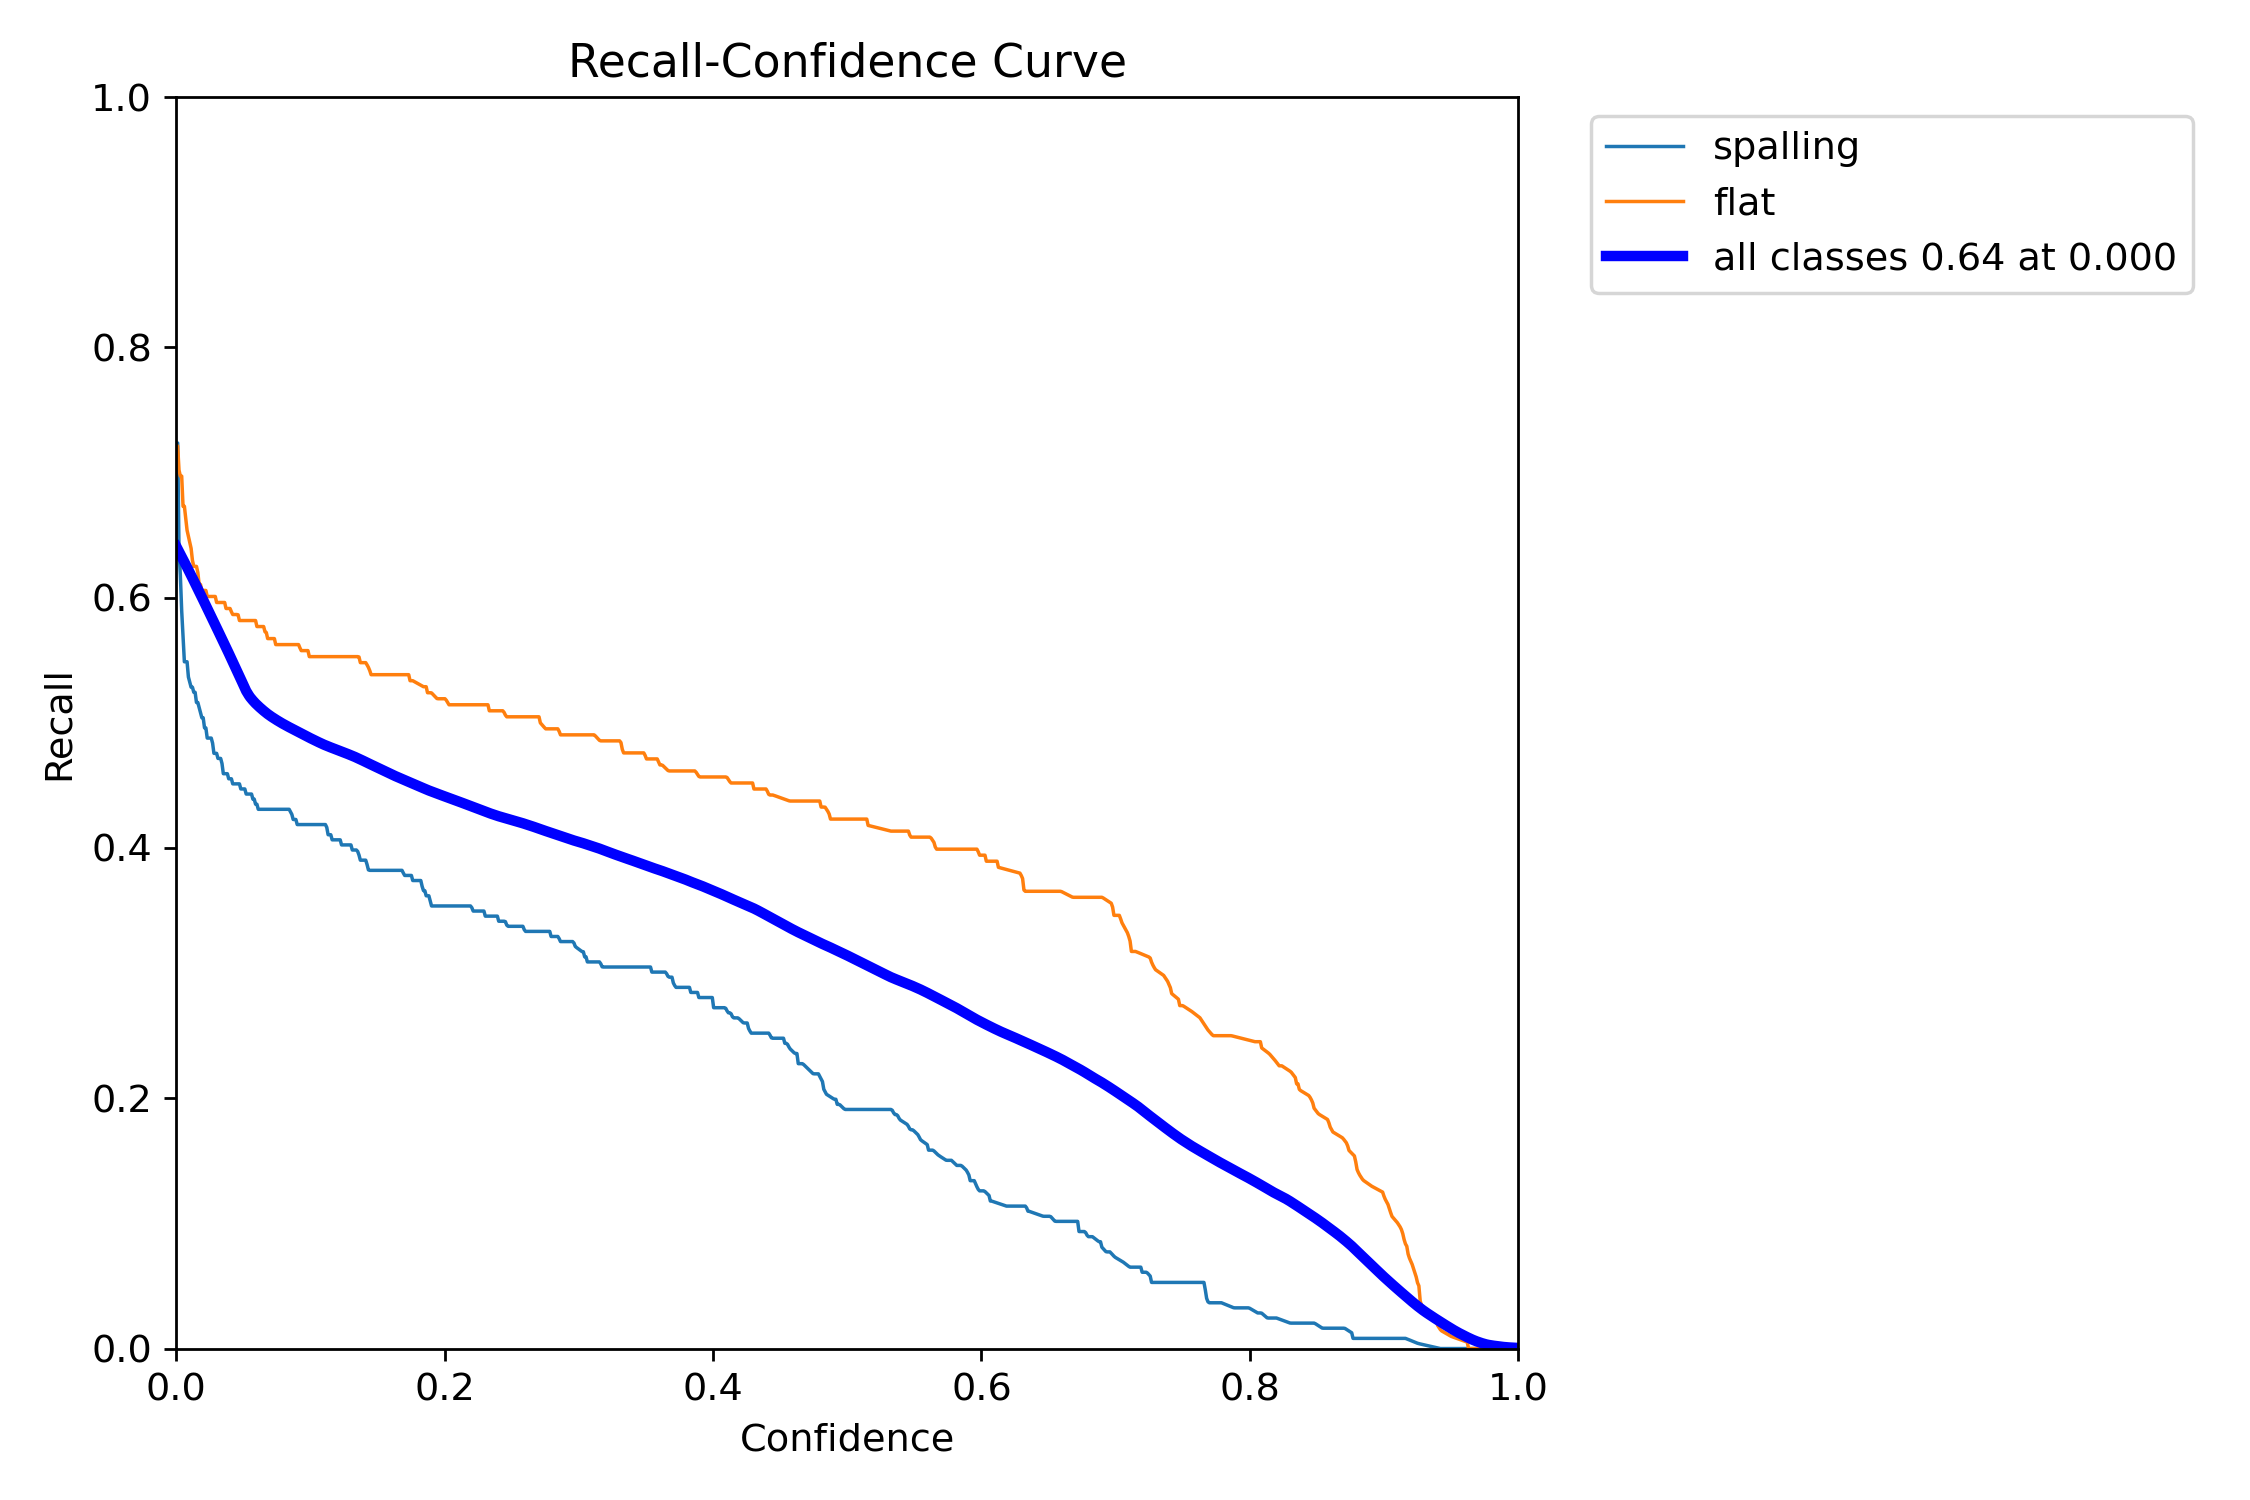 Recall-Confidence Curve
1.0
0.8
0.6
0.4
0.2
0.0
Recall
0.0 0.2 0.4 0.6 0.8 1.0
Confidence
spalling
flat
all classes 0.64 at 0.000